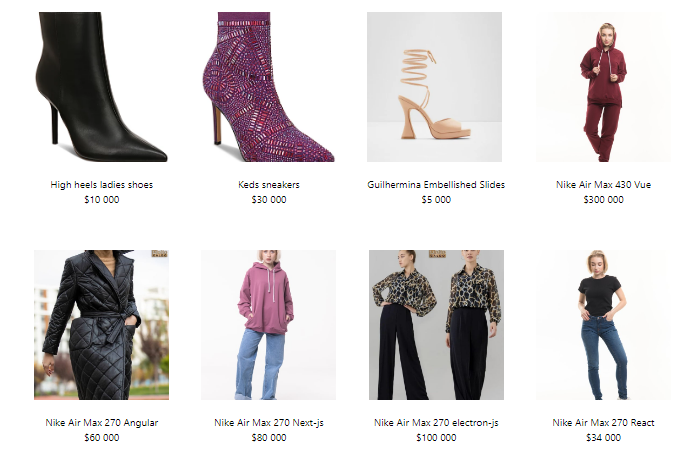 High heels ladies shoes
$10 000
Keds sneakers
$30 000
Guilhermina Embellished Slides
$5 000
Nike Air Max 430 Vue
$300 000
Nike Air Max 270 Angular
$60 000
Nike Air Max 270 Next-js
$80 000
Nike Air Max 270 electron-js
$100 000
Nike Air Max 270 React
$34 000